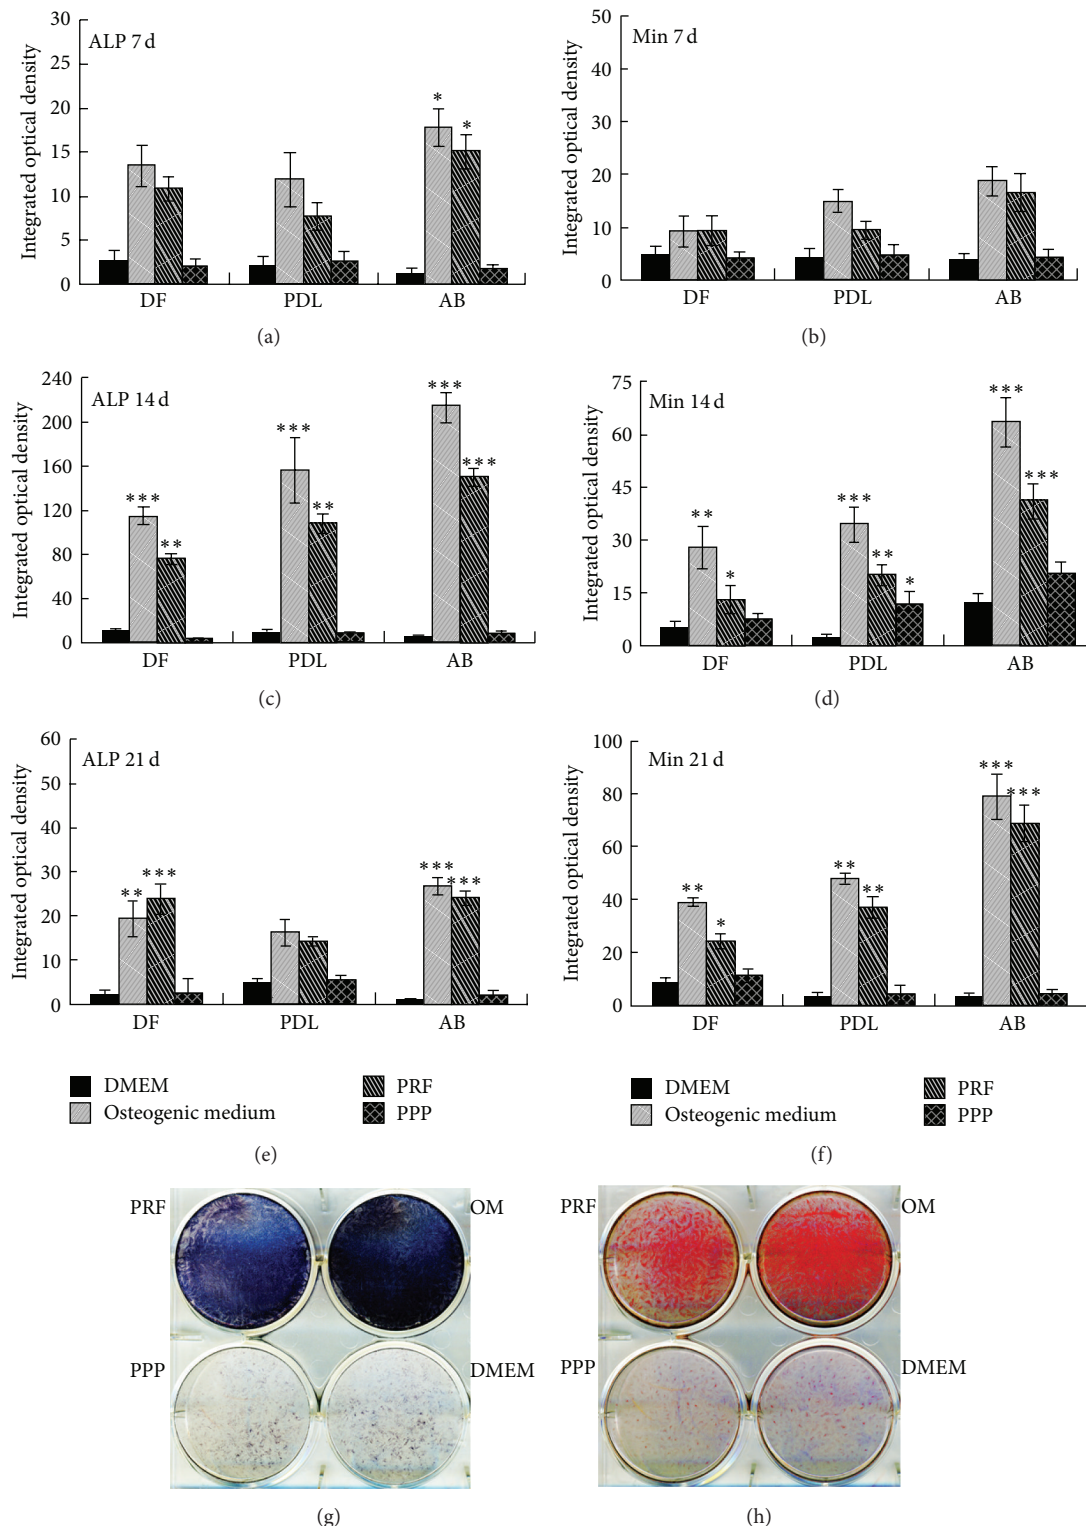 ALP 7 d
Integrated optical density
30
25
20
15
10
5
0
* *
DF PDL AB
(a)
Min 7 d
Integrated optical density
50
40
30
20
10
0
DF PDL AB
(b)
ALP 14 d
Integrated optical density
240
200
160
120
80
40
0
*** ** *** ** *** ***
DF PDL AB
(c)
Min 14 d
Integrated optical density
75
60
45
30
15
0
** * *** ** * *** ***
DF PDL AB
(d)
ALP 21 d
Integrated optical density
60
50
40
30
20
10
0
** *** *** ***
DF PDL AB
DMEM PRF
Osteogenic medium PPP
(e)
Min 21 d
Integrated optical density
100
80
60
40
20
0
** * ** ** *** ***
DF PDL AB
DMEM PRF
Osteogenic medium PPP
(f)
PRF OM
PPP DMEM
(g)
PRF OM
PPP DMEM
(h)